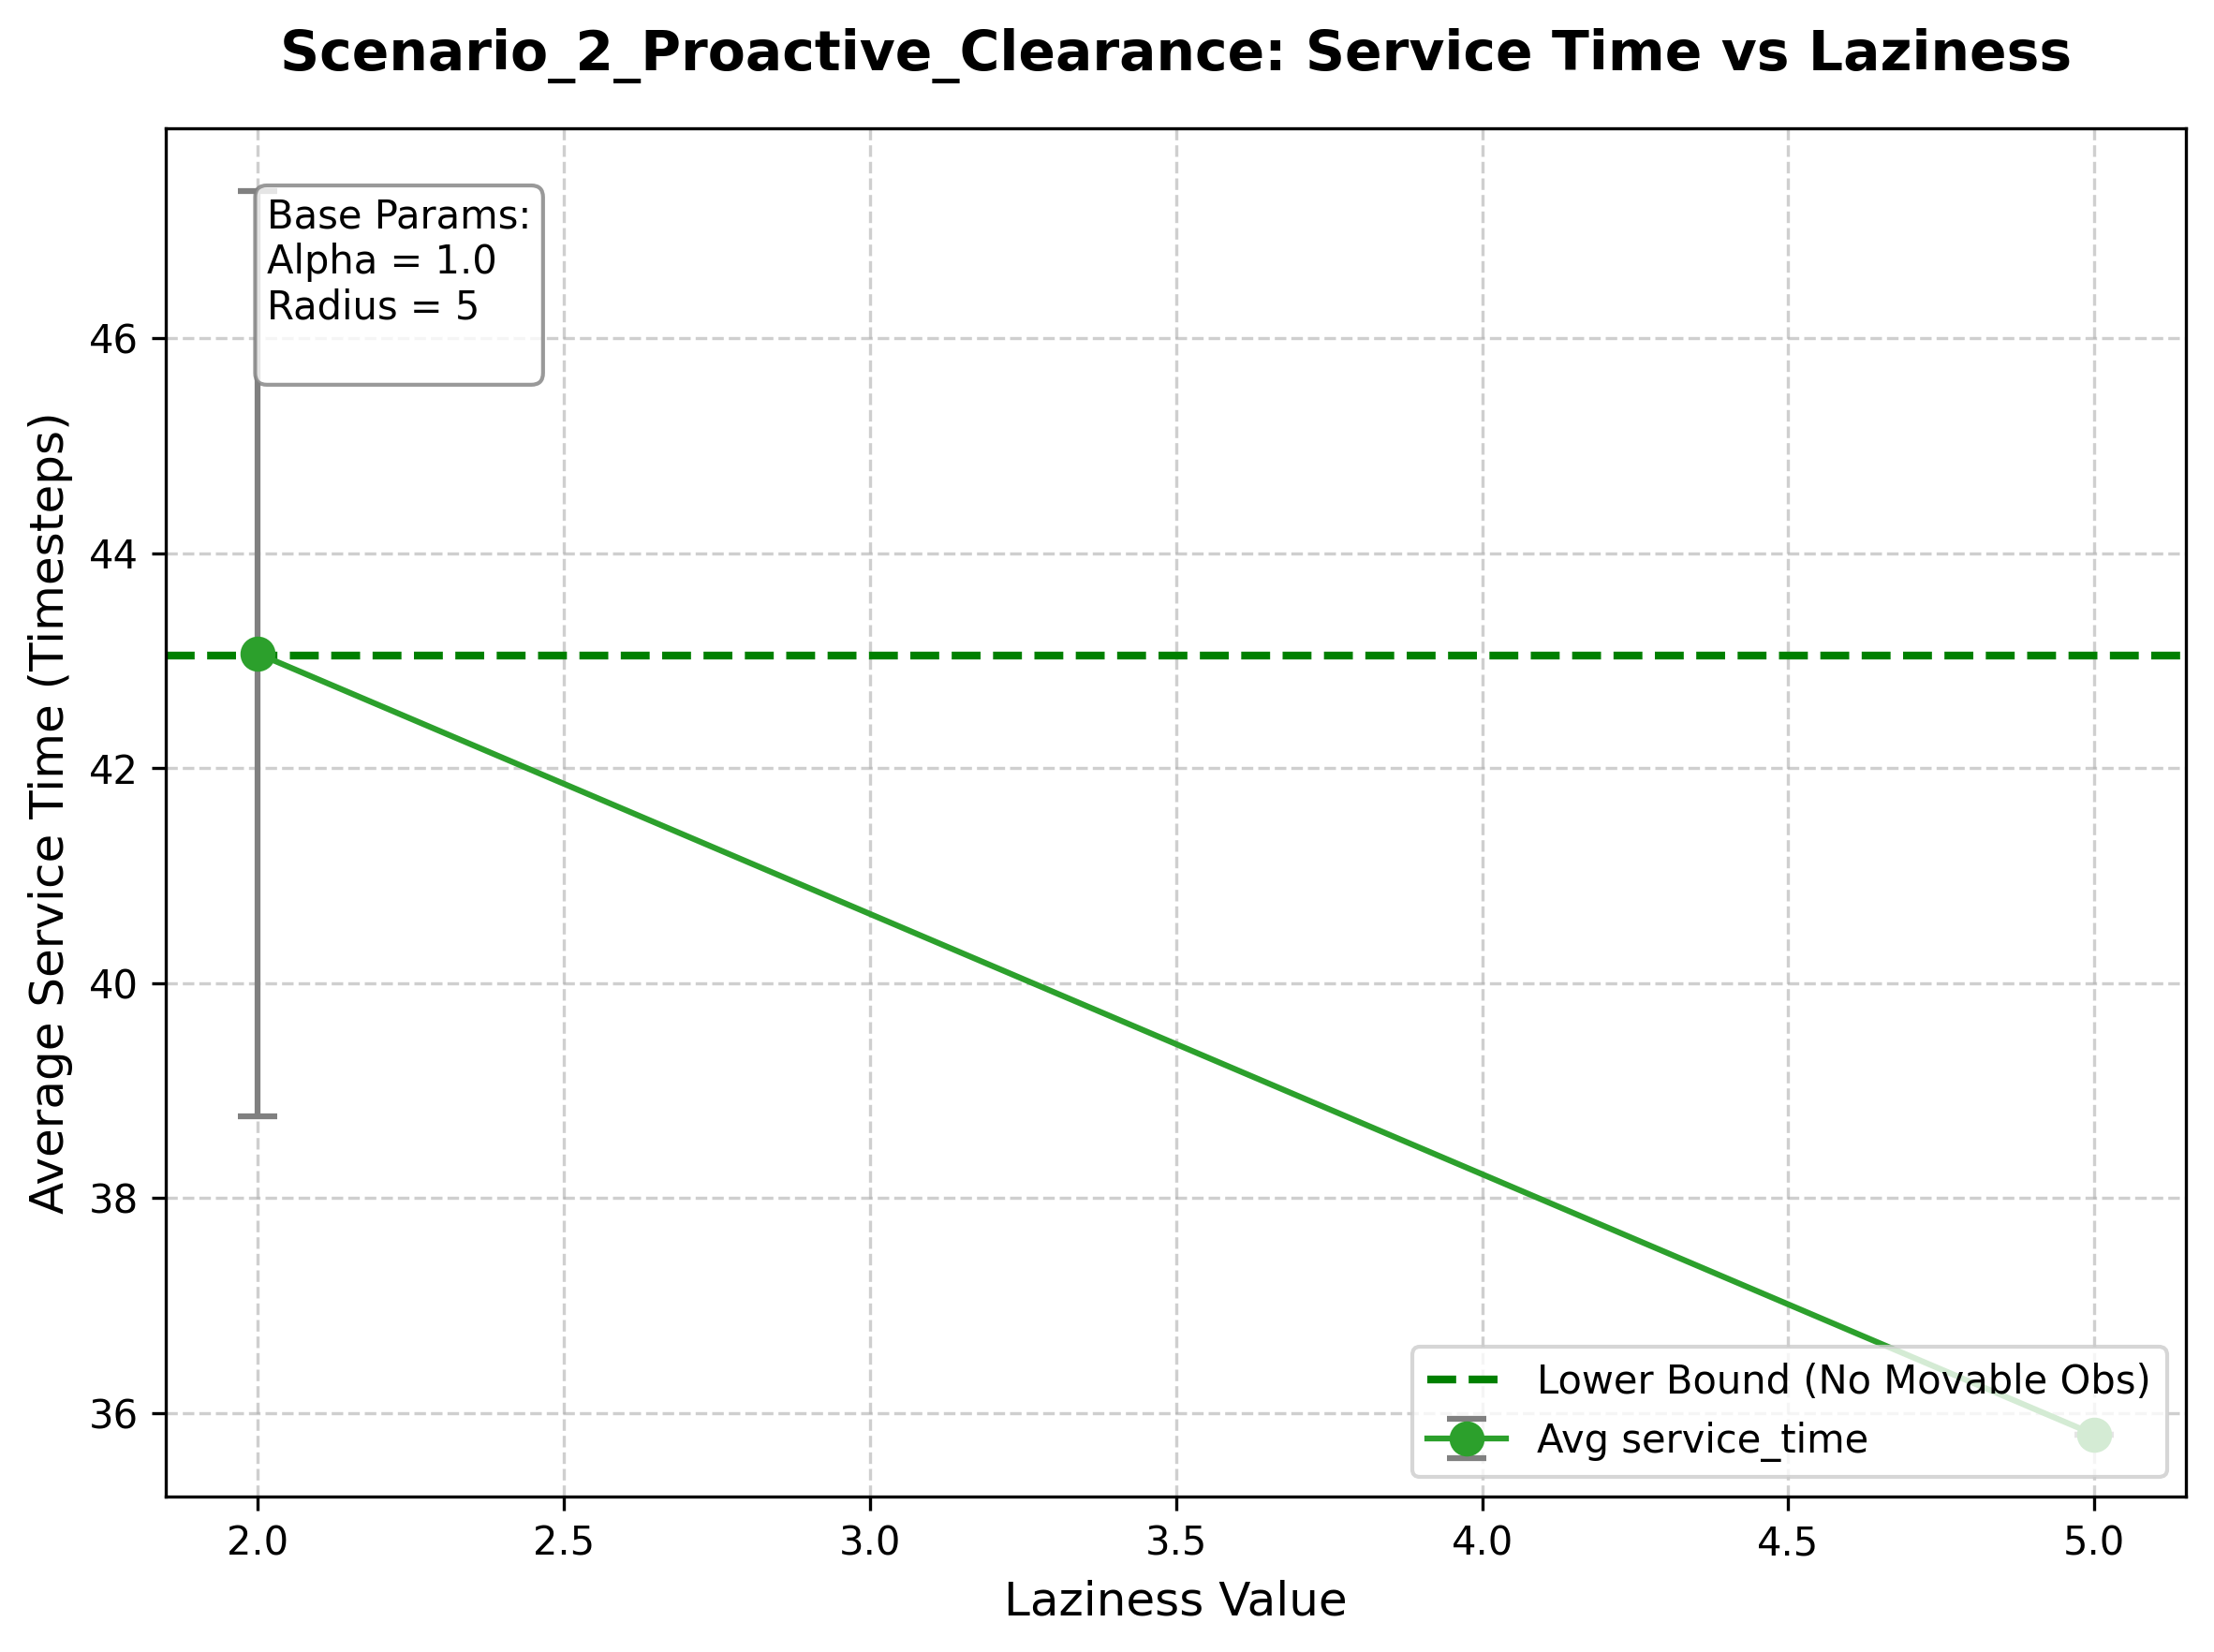 Scenario_2_Proactive_Clearance: Service Time vs Laziness
Base Params:
Alpha = 1.0
Radius = 5
Average Service Time (Timesteps)
46
44
42
40
38
36
Lower Bound (No Movable Obs)
Avg service_time
2.0 2.5 3.0 3.5 4.0 4.5 5.0
Laziness Value